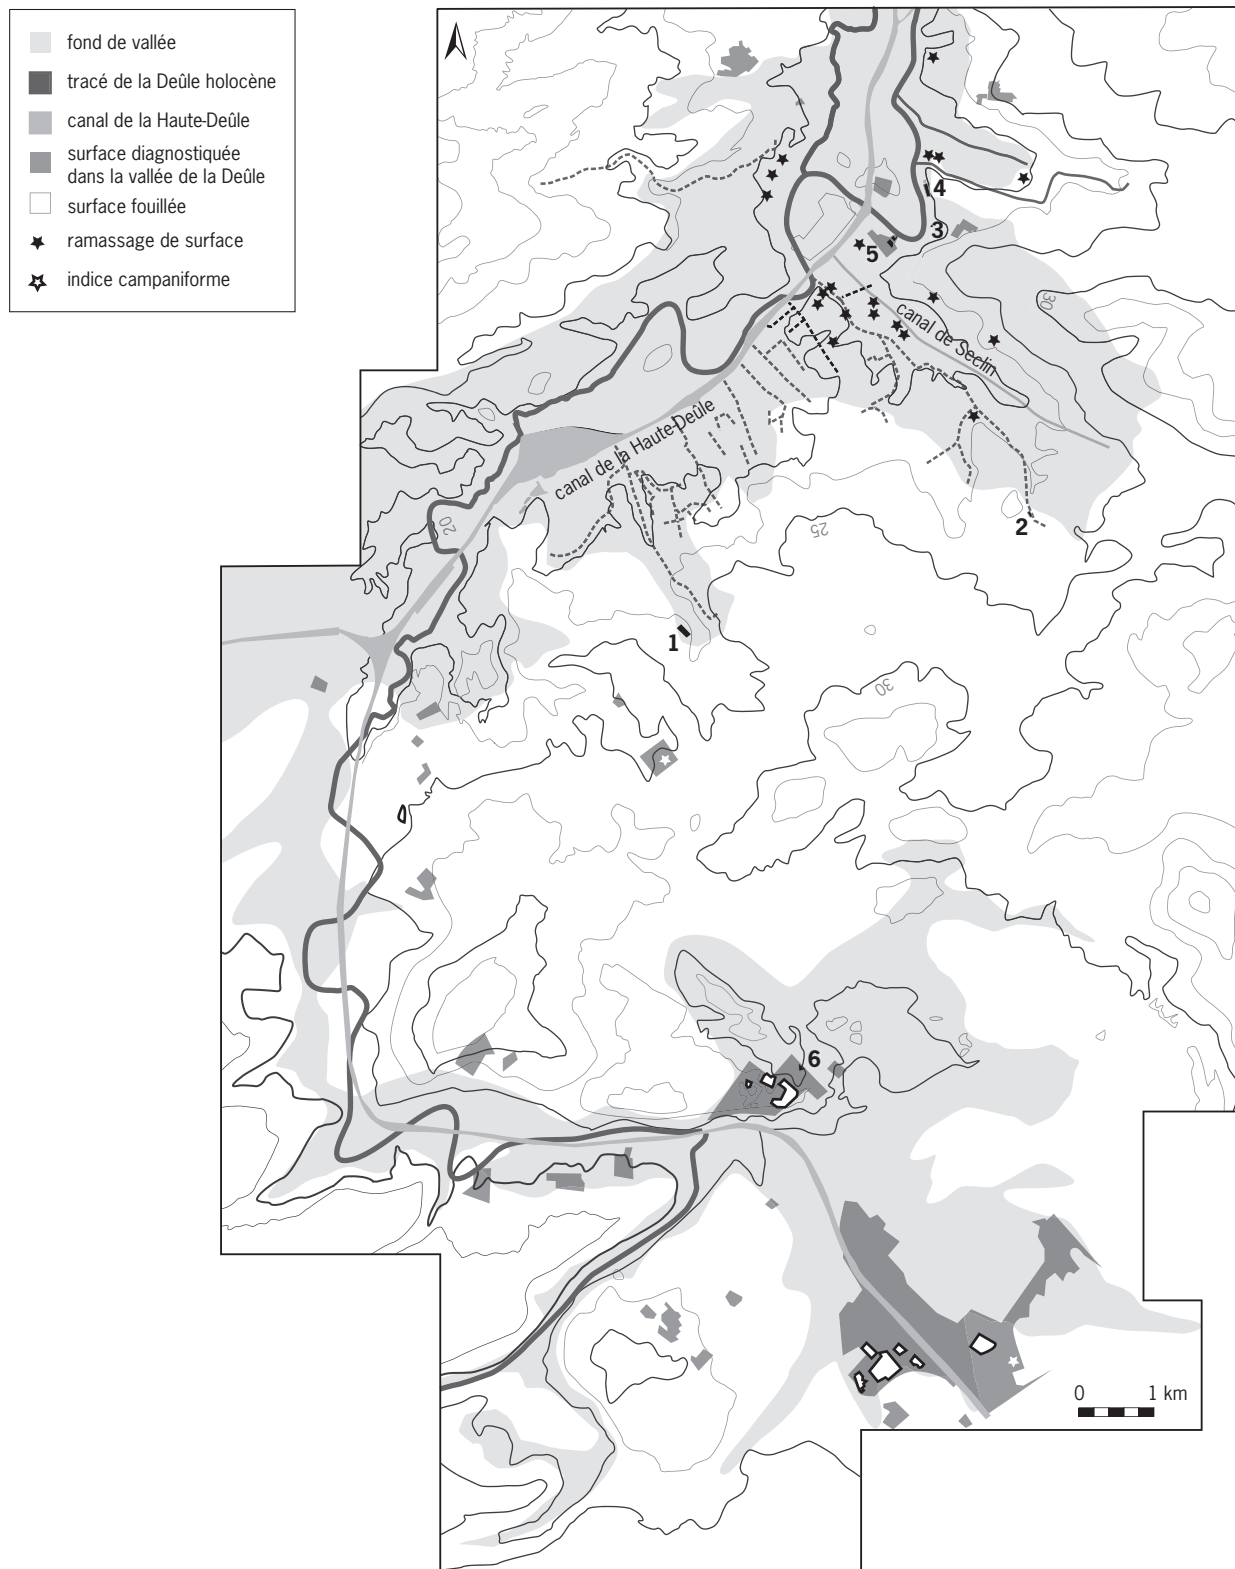 fond de vallée
tracé de la Deûle holocène
canal de la Haute-Deûle
surface diagnostiquée
dans la vallée de la Deûle
surface fouillée
ramassage de surface
indice campaniforme
4
3
5
30
canal de Seclin
canal de la Haute-Deûle
20
25
2
1
30
6
0 1 km